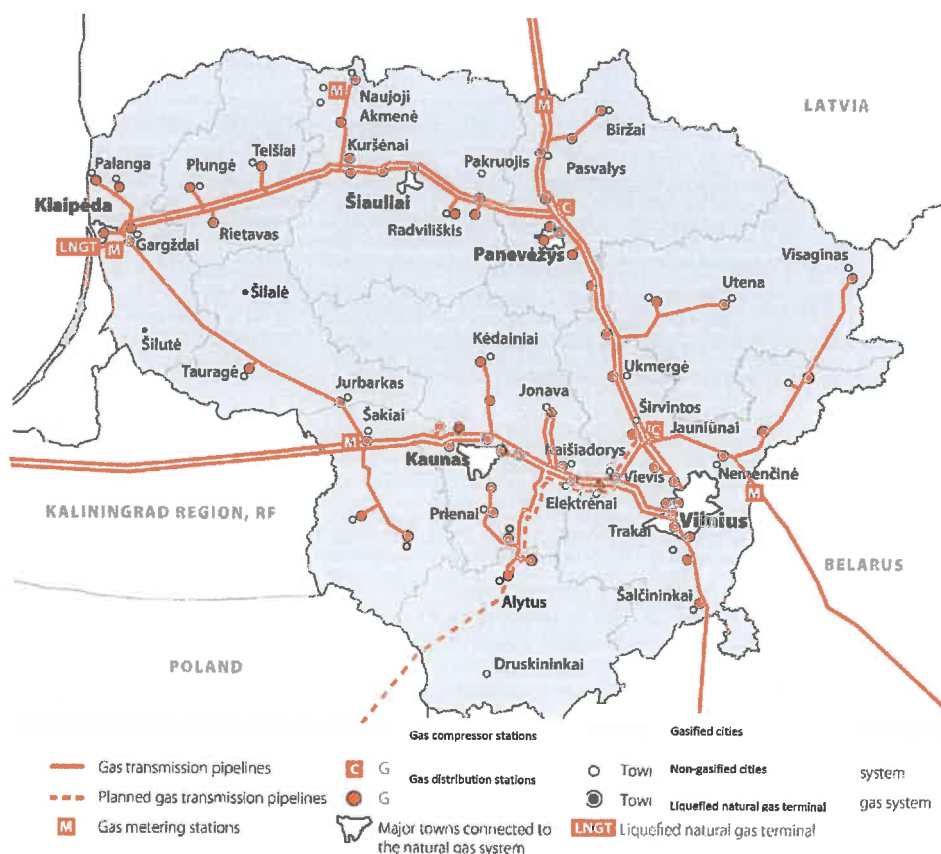 LATVIA
M
Naujoji
Akmenė
M
Biržai
Kuršėnai
Pakruojis
Pasvalys
Telšiai
Plungė
Palanga
Šiauliai
Klaipėda
C
Radviliškis
Rietavas
Gargždai
LNGT
M
Panevėžys
Visaginas
Utena
Šilalė
Šilutė
Kėdainiai
Tauragė
Ukmergė
Jurbarkas
Jonava
Širvintos
Šakiai
C
Jauniūnai
M
Kaunas
Kaišiadorys
Vievis
Nemenčinė
M
Elektrėnai
KALININGRAD REGION, RF
Prienai
Vilnius
Trakai
BELARUS
Alytus
Šalčininkai
POLAND
Druskininkai
Gas compressor stations
Gasified cities
Gas transmission pipelines
C G
Towr
Non-gasified cities
system
Gas distribution stations
Planned gas transmission pipelines
G
Towr
Liquefied natural gas terminal
gas system
M Gas metering stations
Major towns connected to
the natural gas system
LNGT Liquefied natural gas terminal